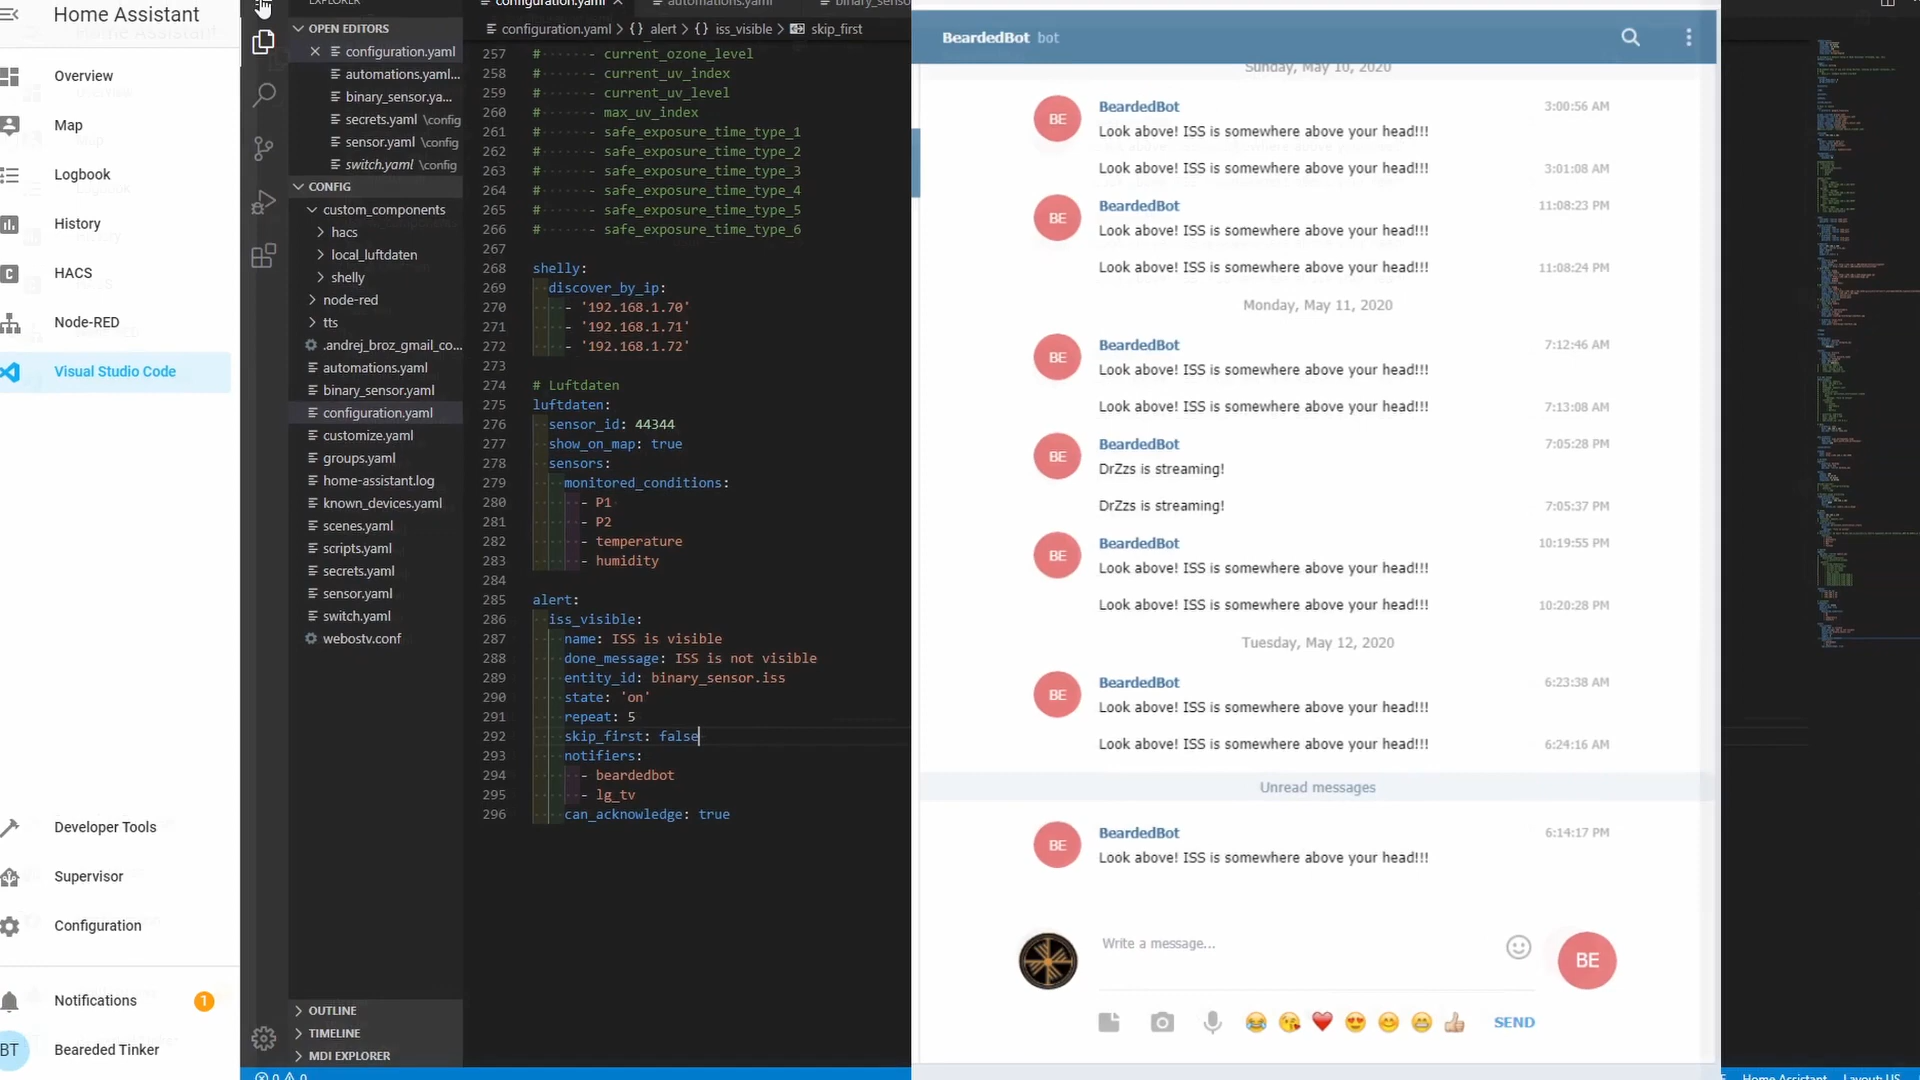 Home Assistant
Overview
Map
Logbook
History
HACS
Node-RED
Visual Studio Code
Developer Tools
Supervisor
Configuration
Notifications
1
BT
Beareded Tinker
EXPLORER
OPEN EDITORS
configuration.yaml
automations.yaml...
binary_sensor.ya...
secrets.yaml \config
sensor.yaml \config
switch.yaml \config
CONFIG
custom_components
hacs
local_luftdaten
shelly
node-red
tts
.andrej_broz_gmail_co...
automations.yaml
binary_sensor.yaml
configuration.yaml
customize.yaml
groups.yaml
home-assistant.log
known_devices.yaml
scenes.yaml
scripts.yaml
secrets.yaml
sensor.yaml
switch.yaml
webostv.conf
OUTLINE
TIMELINE
MDI EXPLORER
0 0
configuration.yaml
automations.yaml
binary_senso
configuration.yaml > {} alert > {} iss_visible > skip_first
257 # - current_ozone_level
258 # - current_uv_index
259 # - current_uv_level
260 # - max_uv_index
261 # - safe_exposure_time_type_1
262 # - safe_exposure_time_type_2
263 # - safe_exposure_time_type_3
264 # - safe_exposure_time_type_4
265 # - safe_exposure_time_type_5
266 # - safe_exposure_time_type_6
267
268 shelly:
269 discover_by_ip:
270 - '192.168.1.70'
271 - '192.168.1.71'
272 - '192.168.1.72'
273
274 # Luftdaten
275 luftdaten:
276 sensor_id: 44344
277 show_on_map: true
278 sensors:
279 monitored_conditions:
280 - P1
281 - P2
282 - temperature
283 - humidity
284
285 alert:
286 iss_visible:
287 name: ISS is visible
288 done_message: ISS is not visible
289 entity_id: binary_sensor.iss
290 state: 'on'
291 repeat: 5
292 skip_first: false
293 notifiers:
294 - beardedbot
295 - lg_tv
296 can_acknowledge: true
BeardedBot bot
Sunday, May 10, 2020
BE
BeardedBot 3:00:56 AM
Look above! ISS is somewhere above your head!!!
Look above! ISS is somewhere above your head!!! 3:01:08 AM
BE
BeardedBot 11:08:23 PM
Look above! ISS is somewhere above your head!!!
Look above! ISS is somewhere above your head!!! 11:08:24 PM
Monday, May 11, 2020
BE
BeardedBot 7:12:46 AM
Look above! ISS is somewhere above your head!!!
Look above! ISS is somewhere above your head!!! 7:13:08 AM
BE
BeardedBot 7:05:28 PM
DrZzs is streaming!
DrZzs is streaming! 7:05:37 PM
BE
BeardedBot 10:19:55 PM
Look above! ISS is somewhere above your head!!!
Look above! ISS is somewhere above your head!!! 10:20:28 PM
Tuesday, May 12, 2020
BE
BeardedBot 6:23:38 AM
Look above! ISS is somewhere above your head!!!
Look above! ISS is somewhere above your head!!! 6:24:16 AM
Unread messages
BE
BeardedBot 6:14:17 PM
Look above! ISS is somewhere above your head!!!
Write a message...
BE
SEND
Home Assistant Layout: US